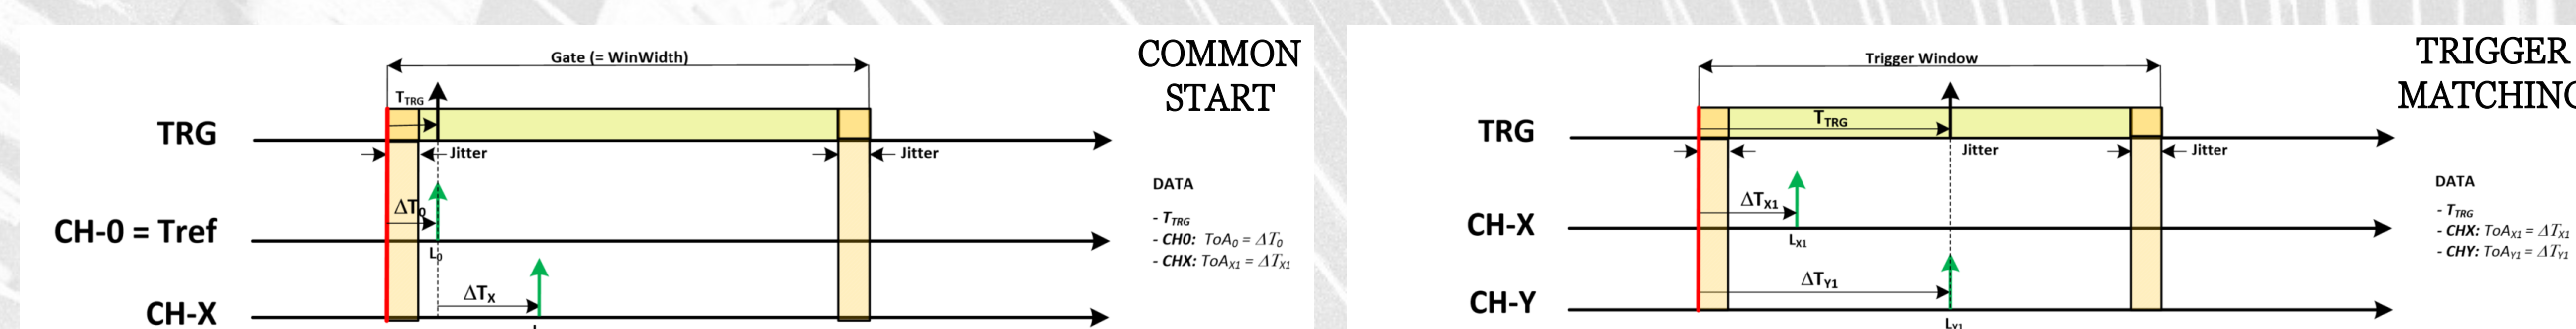 COMMON
START
Gate (= WinWidth)
TTRG
TRG
Jitter
Jitter
DATA
- TTRG
- CH0: ToA0 = ΔT0
- CHX: ToAX1 = ΔTX1
ΔT0
CH-0 = Tref
L0
ΔTX
CH-X
TRIGGER
MATCHING
Trigger Window
TTRG
TRG
Jitter
Jitter
DATA
- TTRG
- CHX: ToAX1 = ΔTX1
- CHY: ToAY1 = ΔTY1
ΔTX1
CH-X
LX1
ΔTY1
CH-Y
LY1